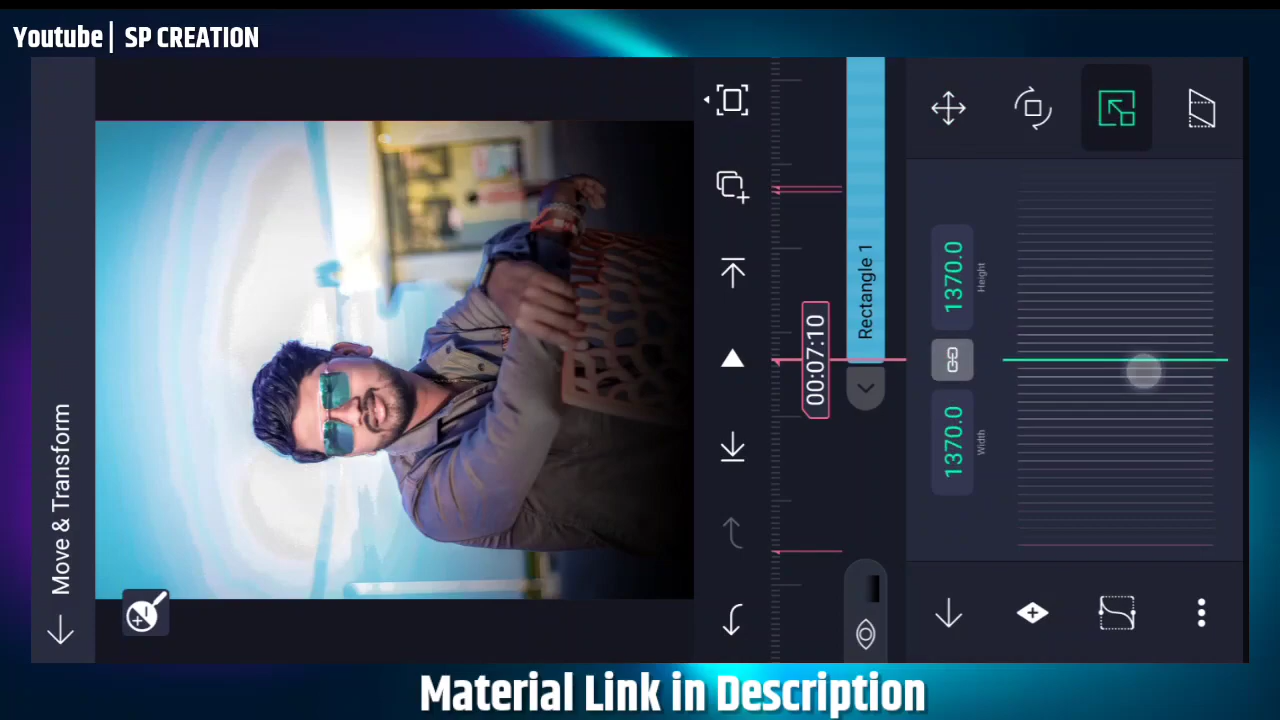 Youtube| SP CREATION
Move & Transform
00:07:10
Rectangle 1
1370.0
Width
1370.0
Height
Material Link in Description